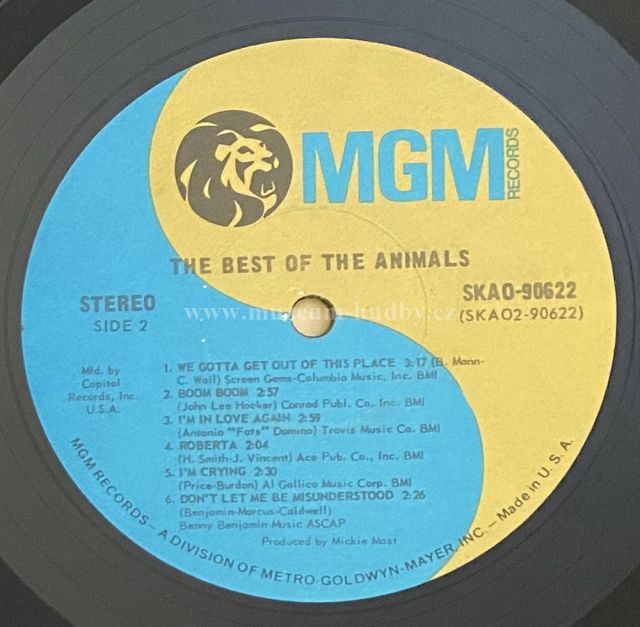 MGM
RECORDS
THE BEST OF THE ANIMALS
STEREO
SIDE 2
SKAO-90622
(SKAO2-90622)
www.muzeum-hudby.cz
Mfd. by
Capitol
Records, Inc.
U.S.A.
1. WE GOTTA GET OUT OF THIS PLACE 3:17 (B. Mann-
C. Wail) Screen Gems-Columbia Music, Inc. BMI
2. BOOM BOOM 2:57
(John Lee Hooker) Conrad Publ. Co. Inc. BMI
3. I'M IN LOVE AGAIN 2:59
(Antonio "Fats" Domino) Travis Music Co. BMI
4. ROBERTA 2:04
(H. Smith-J. Vincent) Ace Pub. Co., Inc. BMI
5. I'M CRYING 2:30
(Price-Burdon) Al Gallico Music Corp. BMI
6. DON'T LET ME BE MISUNDERSTOOD 2:26
(Benjamin-Marcus-Caldwell)
Benny Benjamin Music ASCAP
Produced by Mickie Most
MGM RECORDS – A DIVISION OF METRO-GOLDWYN-MAYER, INC. – Made in U.S.A.